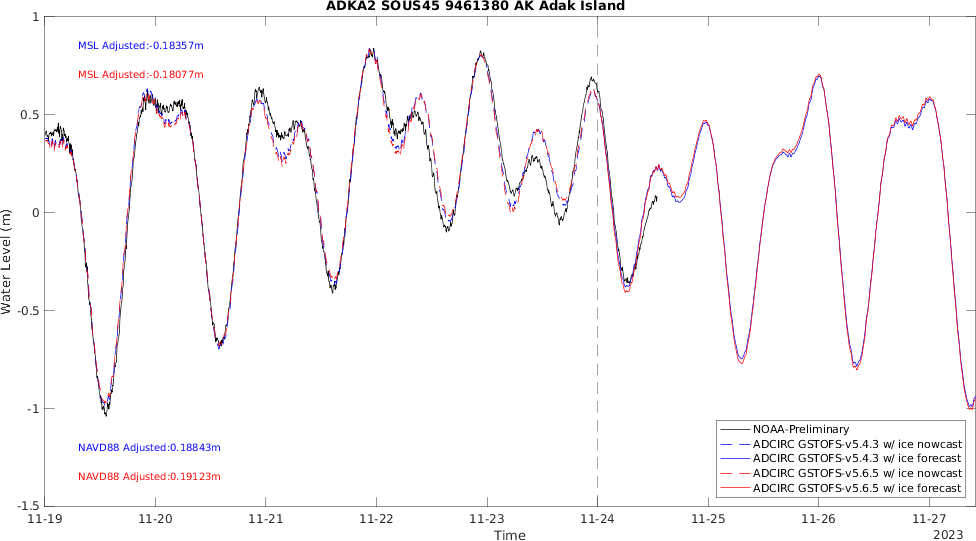 ADKA2 SOUS45 9461380 AK Adak Island
1
0.5
0
-0.5
-1
-1.5
Water Level (m)
MSL Adjusted:-0.18357m
MSL Adjusted:-0.18077m
NAVD88 Adjusted:0.18843m
NAVD88 Adjusted:0.19123m
NOAA-Preliminary
ADCIRC GSTOFS-v5.4.3 w/ ice nowcast
ADCIRC GSTOFS-v5.4.3 w/ ice forecast
ADCIRC GSTOFS-v5.6.5 w/ ice nowcast
ADCIRC GSTOFS-v5.6.5 w/ ice forecast
11-19 11-20 11-21 11-22 11-23 11-24 11-25 11-26 11-27
Time
2023